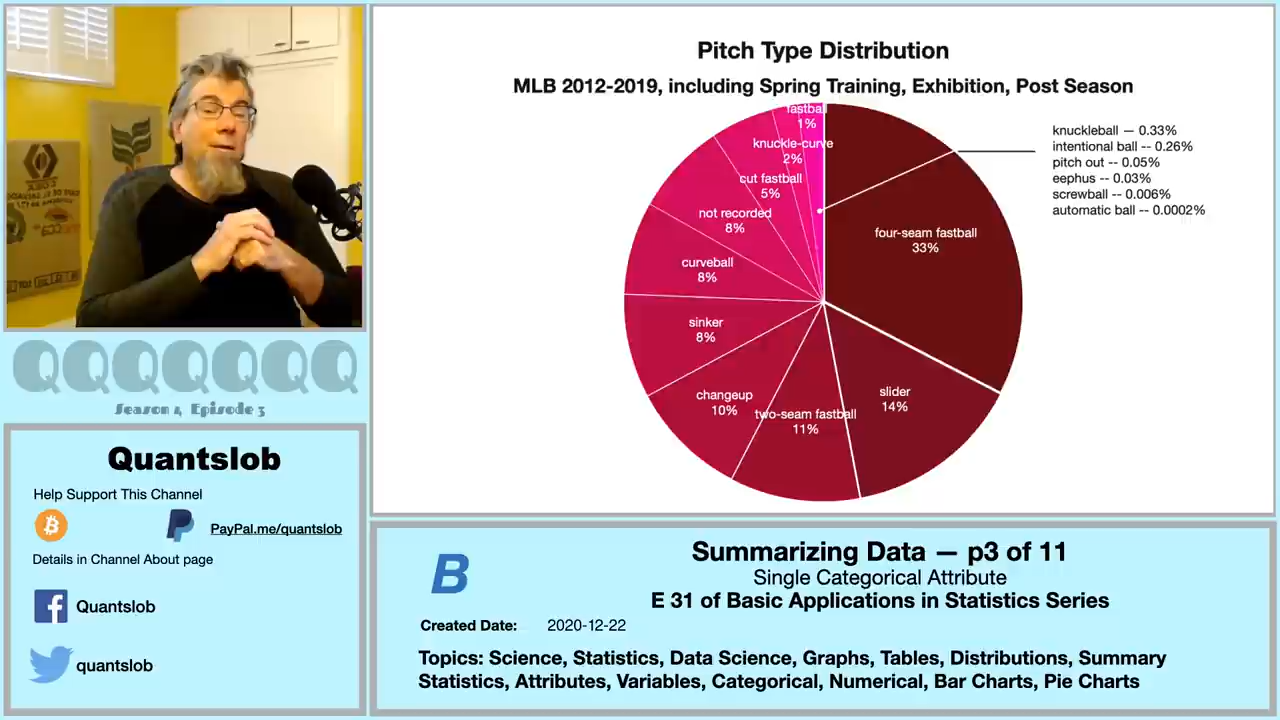 Pitch Type Distribution
MLB 2012-2019, including Spring Training, Exhibition, Post Season
fastball
1%
knuckle-curve
2%
cut fastball
5%
not recorded
8%
curveball
8%
sinker
8%
changeup
10%
two-seam fastball
11%
slider
14%
four-seam fastball
33%
knuckleball — 0.33%
intentional ball -- 0.26%
pitch out -- 0.05%
eephus -- 0.03%
screwball -- 0.006%
automatic ball -- 0.0002%
QQQQQQQ
Season 4 Episode 3
Quantslob
Help Support This Channel
PayPal.me/quantslob
Details in Channel About page
Quantslob
quantslob
B
Summarizing Data — p3 of 11
Single Categorical Attribute
E 31 of Basic Applications in Statistics Series
Created Date: 2020-12-22
Topics: Science, Statistics, Data Science, Graphs, Tables, Distributions, Summary
Statistics, Attributes, Variables, Categorical, Numerical, Bar Charts, Pie Charts